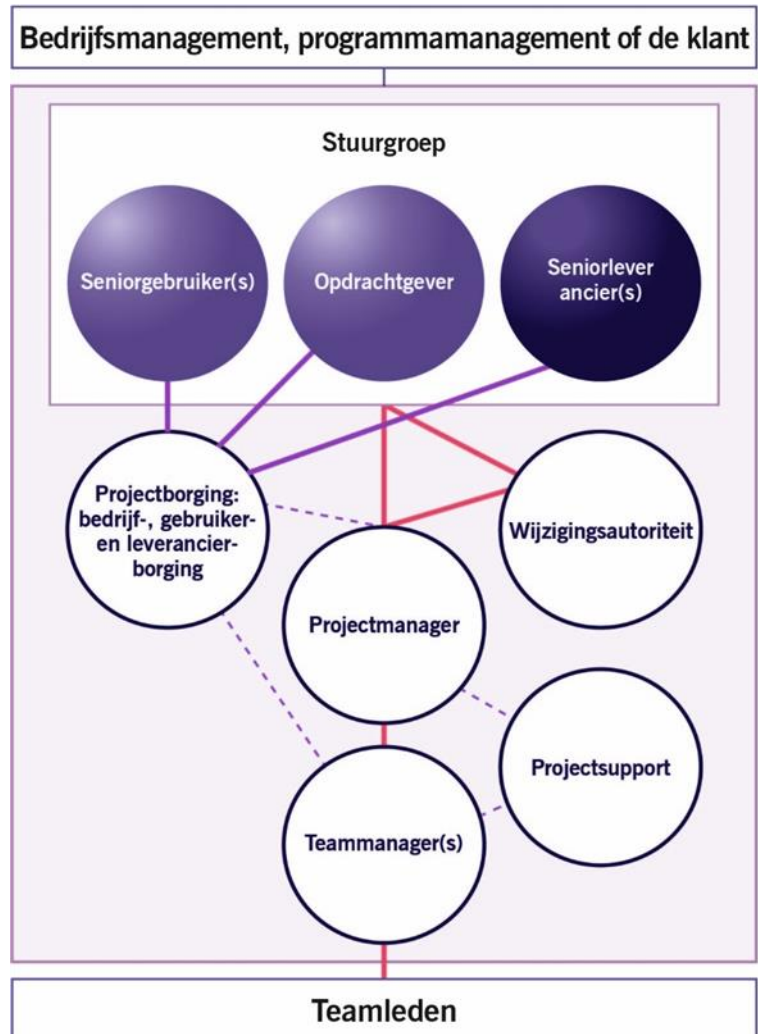 Bedrijfsmanagement, programmamanagement of de klant
Stuurgroep
Seniorgebruiker(s)
Opdrachtgever
Seniorlever
ancier(s)
Projectborging:
bedrijf-, gebruiker-
en leverancier-
borging
Wijzigingsautoriteit
Projectmanager
Projectsupport
Teammanager(s)
Teamleden